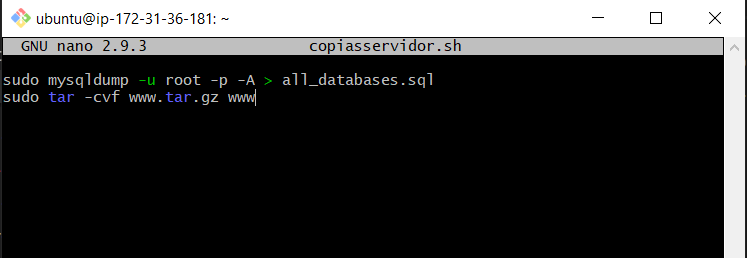 ubuntu@ip-172-31-36-181: ~
GNU nano 2.9.3 copiasservidor.sh
sudo mysqldump -u root -p -A > all_databases.sql
sudo tar -cvf www.tar.gz www